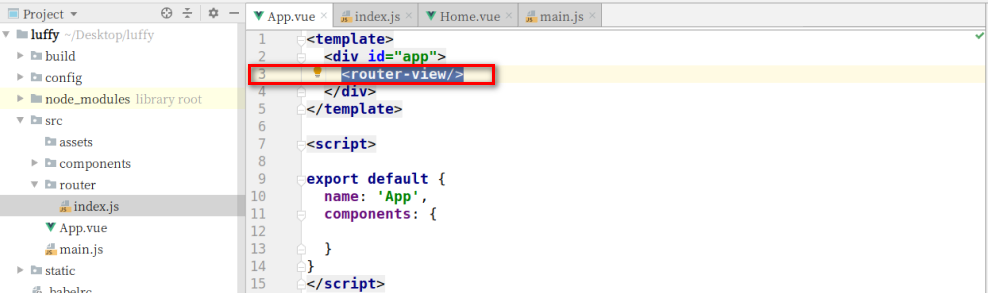 Project
luffy ~/Desktop/luffy
build
config
node_modules library root
src
assets
components
router
index.js
App.vue
main.js
static
.babelrc
App.vue
index.js
Home.vue
main.js
1 <template>
2 <div id="app">
3 <router-view/>
4 </div>
5 </template>
6
7 <script>
8
9 export default {
10 name: 'App',
11 components: {
12
13 }
14 }
15 </script>